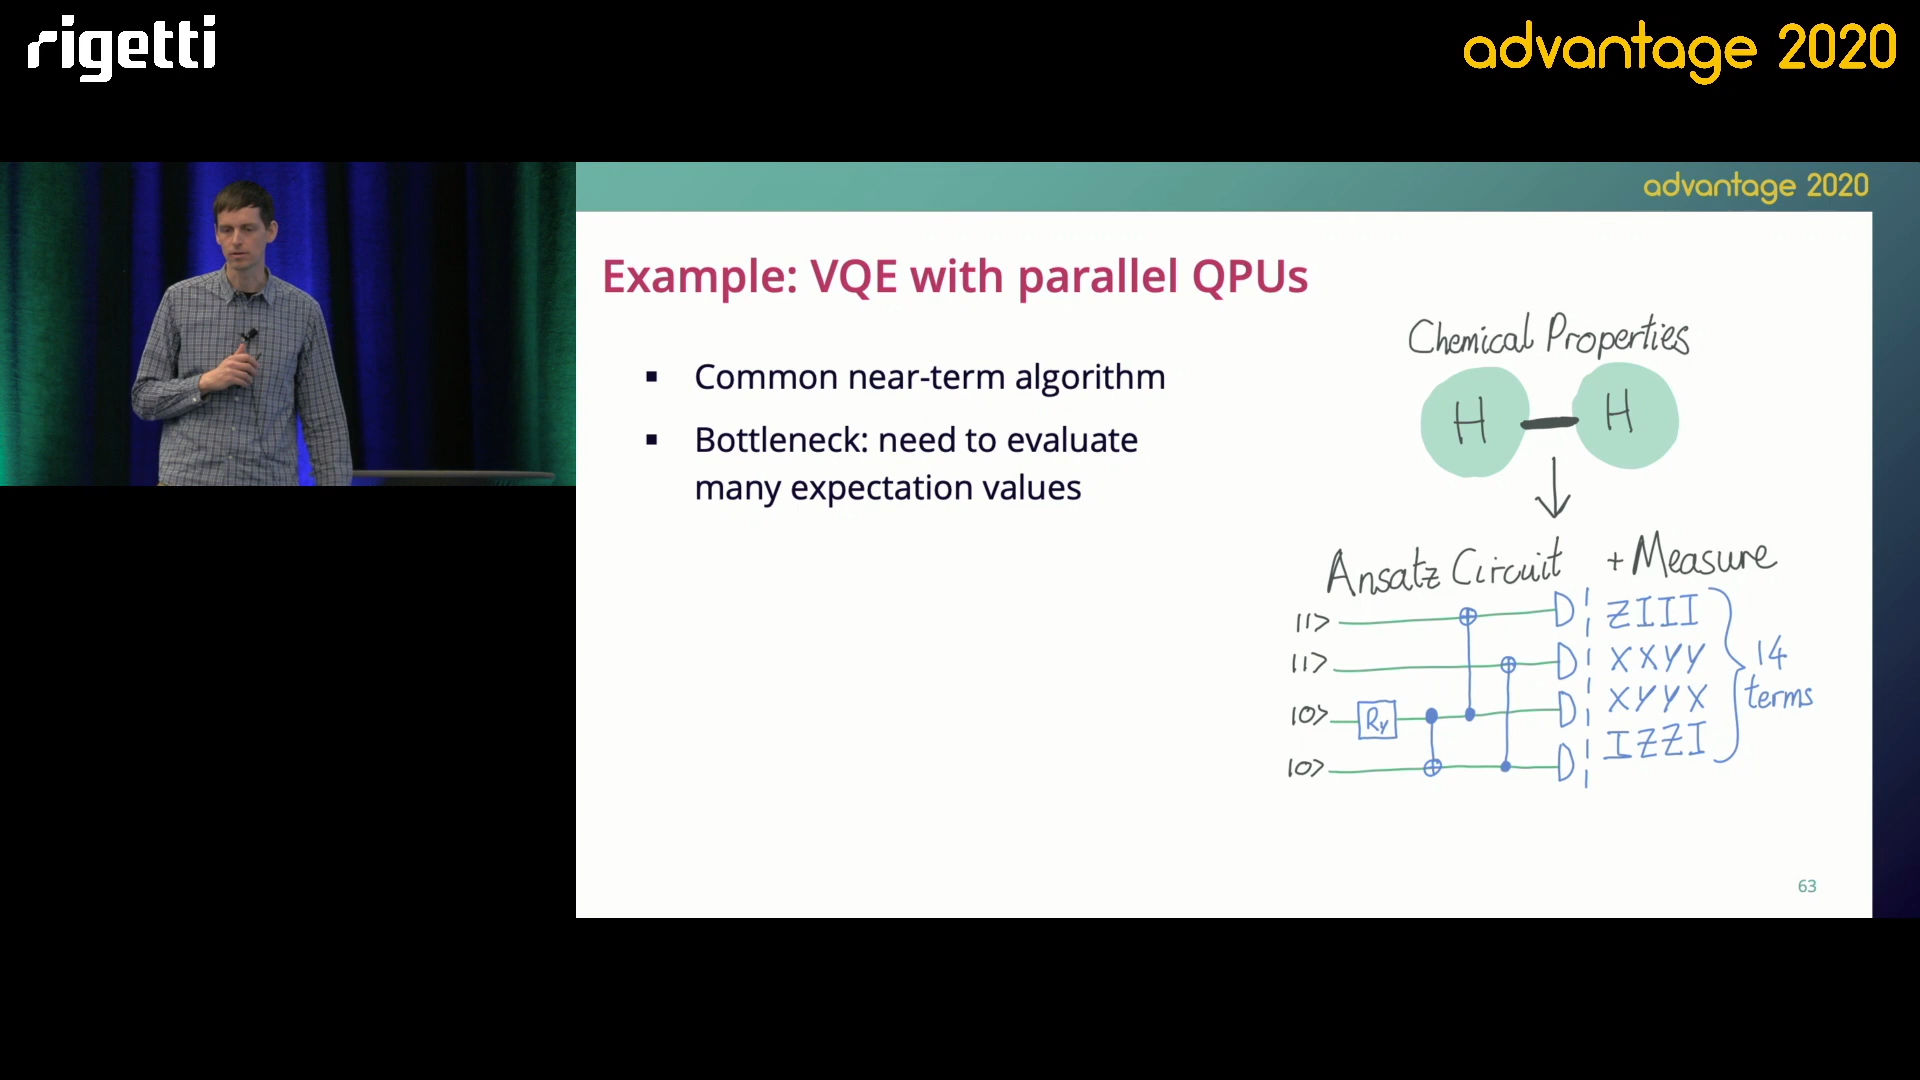 rigetti
advantage 2020
advantage 2020
Example: VQE with parallel QPUs
▪ Common near-term algorithm
▪ Bottleneck: need to evaluate
many expectation values
Chemical Properties
H H
Ansatz Circuit + Measure
|1> ZIII
|1> XXYY
|0> Ry XYYX
|0> IZZI
14
terms
63